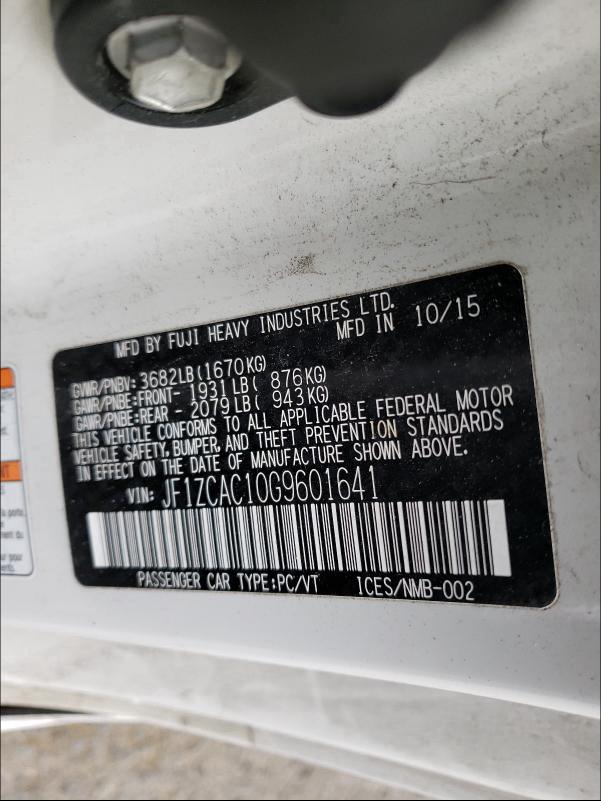 MFD BY FUJI HEAVY INDUSTRIES LTD.
MFD IN 10/15
GVWR/PNBV: 3682LB(1670KG)
GAWR/PNBE:FRONT- 1931LB( 876KG)
GAWR/PNBE:REAR - 2079LB( 943KG)
THIS VEHICLE CONFORMS TO ALL APPLICABLE FEDERAL MOTOR
VEHICLE SAFETY, BUMPER, AND THEFT PREVENTION STANDARDS
IN EFFECT ON THE DATE OF MANUFACTURE SHOWN ABOVE.
VIN: JF1ZCAC10G9601641
PASSENGER CAR TYPE:PC/VT ICES/NMB-002